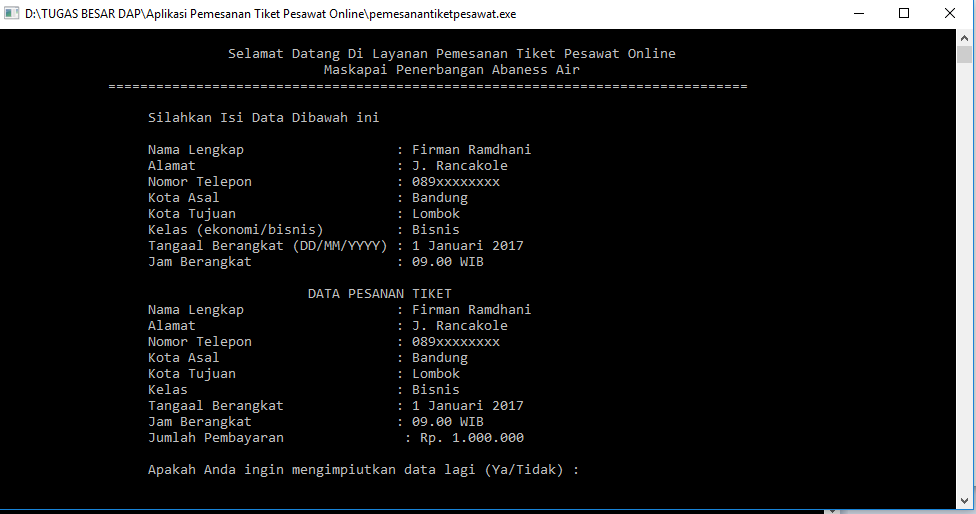 D:\TUGAS BESAR DAP\Aplikasi Pemesanan Tiket Pesawat Online\pemesanantiketpesawat.exe
Selamat Datang Di Layanan Pemesanan Tiket Pesawat Online
Maskapai Penerbangan Abaness Air
================================================================================
Silahkan Isi Data Dibawah ini
Nama Lengkap : Firman Ramdhani
Alamat : J. Rancakole
Nomor Telepon : 089xxxxxxxx
Kota Asal : Bandung
Kota Tujuan : Lombok
Kelas (ekonomi/bisnis) : Bisnis
Tangaal Berangkat (DD/MM/YYYY) : 1 Januari 2017
Jam Berangkat : 09.00 WIB
DATA PESANAN TIKET
Nama Lengkap : Firman Ramdhani
Alamat : J. Rancakole
Nomor Telepon : 089xxxxxxxx
Kota Asal : Bandung
Kota Tujuan : Lombok
Kelas : Bisnis
Tangaal Berangkat : 1 Januari 2017
Jam Berangkat : 09.00 WIB
Jumlah Pembayaran : Rp. 1.000.000
Apakah Anda ingin mengimpiutkan data lagi (Ya/Tidak) :